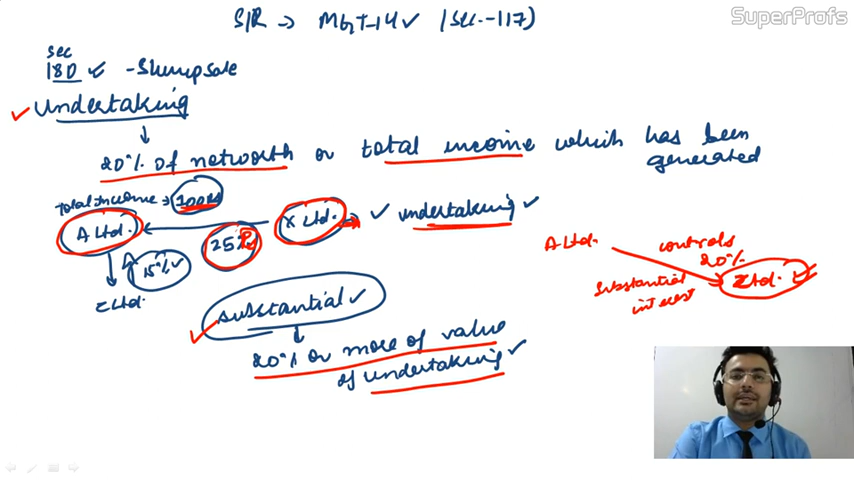 SuperProfs
S/R → MGT-14 ✓ (Sec.-117)
Sec
180 ✓ -Slumpsale
✓ undertaking
20% of networth or total income which has been
generated
Total income → 100
A Ltd. X Ltd. → ✓ undertaking ✓
25%
15% ✓
Z Ltd.
A Ltd. controls
20%
Substantial
interest
Z Ltd.
✓ substantial ✓
20% or more of value
of undertaking ✓